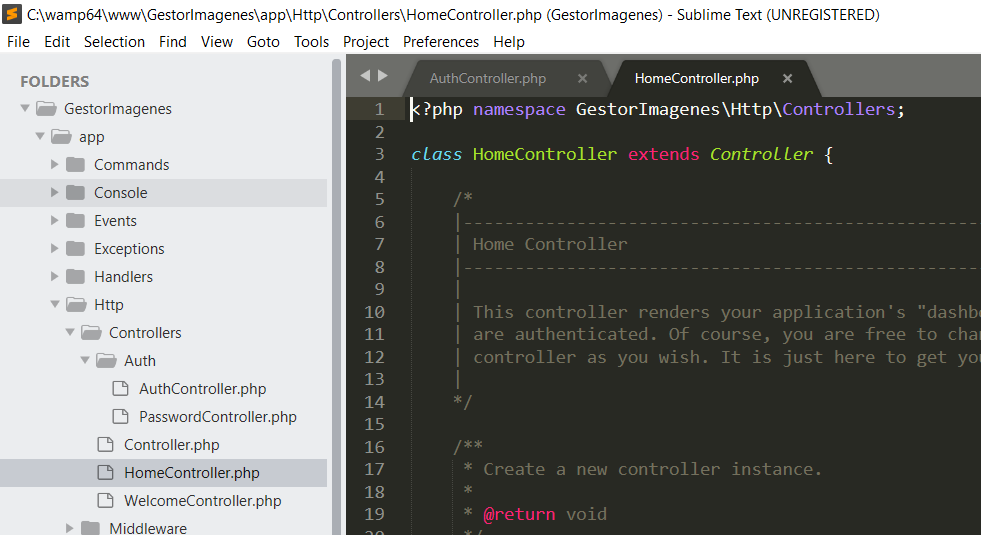 C:\wamp64\www\GestorImagenes\app\Http\Controllers\HomeController.php (GestorImagenes) - Sublime Text (UNREGISTERED)
File Edit Selection Find View Goto Tools Project Preferences Help
FOLDERS
GestorImagenes
app
Commands
Console
Events
Exceptions
Handlers
Http
Controllers
Auth
AuthController.php
PasswordController.php
Controller.php
HomeController.php
WelcomeController.php
Middleware
AuthController.php × HomeController.php ×
1 <?php namespace GestorImagenes\Http\Controllers;
2
3 class HomeController extends Controller {
4
5 /*
6 |------------------------------------------------
7 | Home Controller
8 |------------------------------------------------
9 |
10 | This controller renders your application's "dashb
11 | are authenticated. Of course, you are free to cha
12 | controller as you wish. It is just here to get yo
13 |
14 */
15
16 /**
17 * Create a new controller instance.
18 *
19 * @return void
20 */